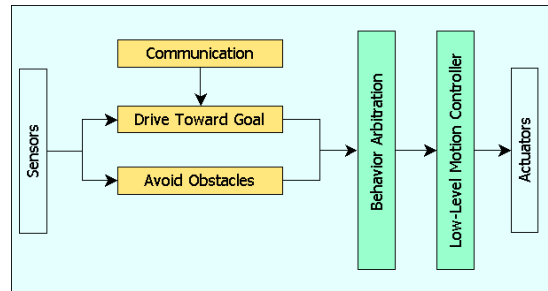 Communication
Sensors
Drive Toward Goal
Avoid Obstacles
Behavior Arbitration
Low-Level Motion Controller
Actuators